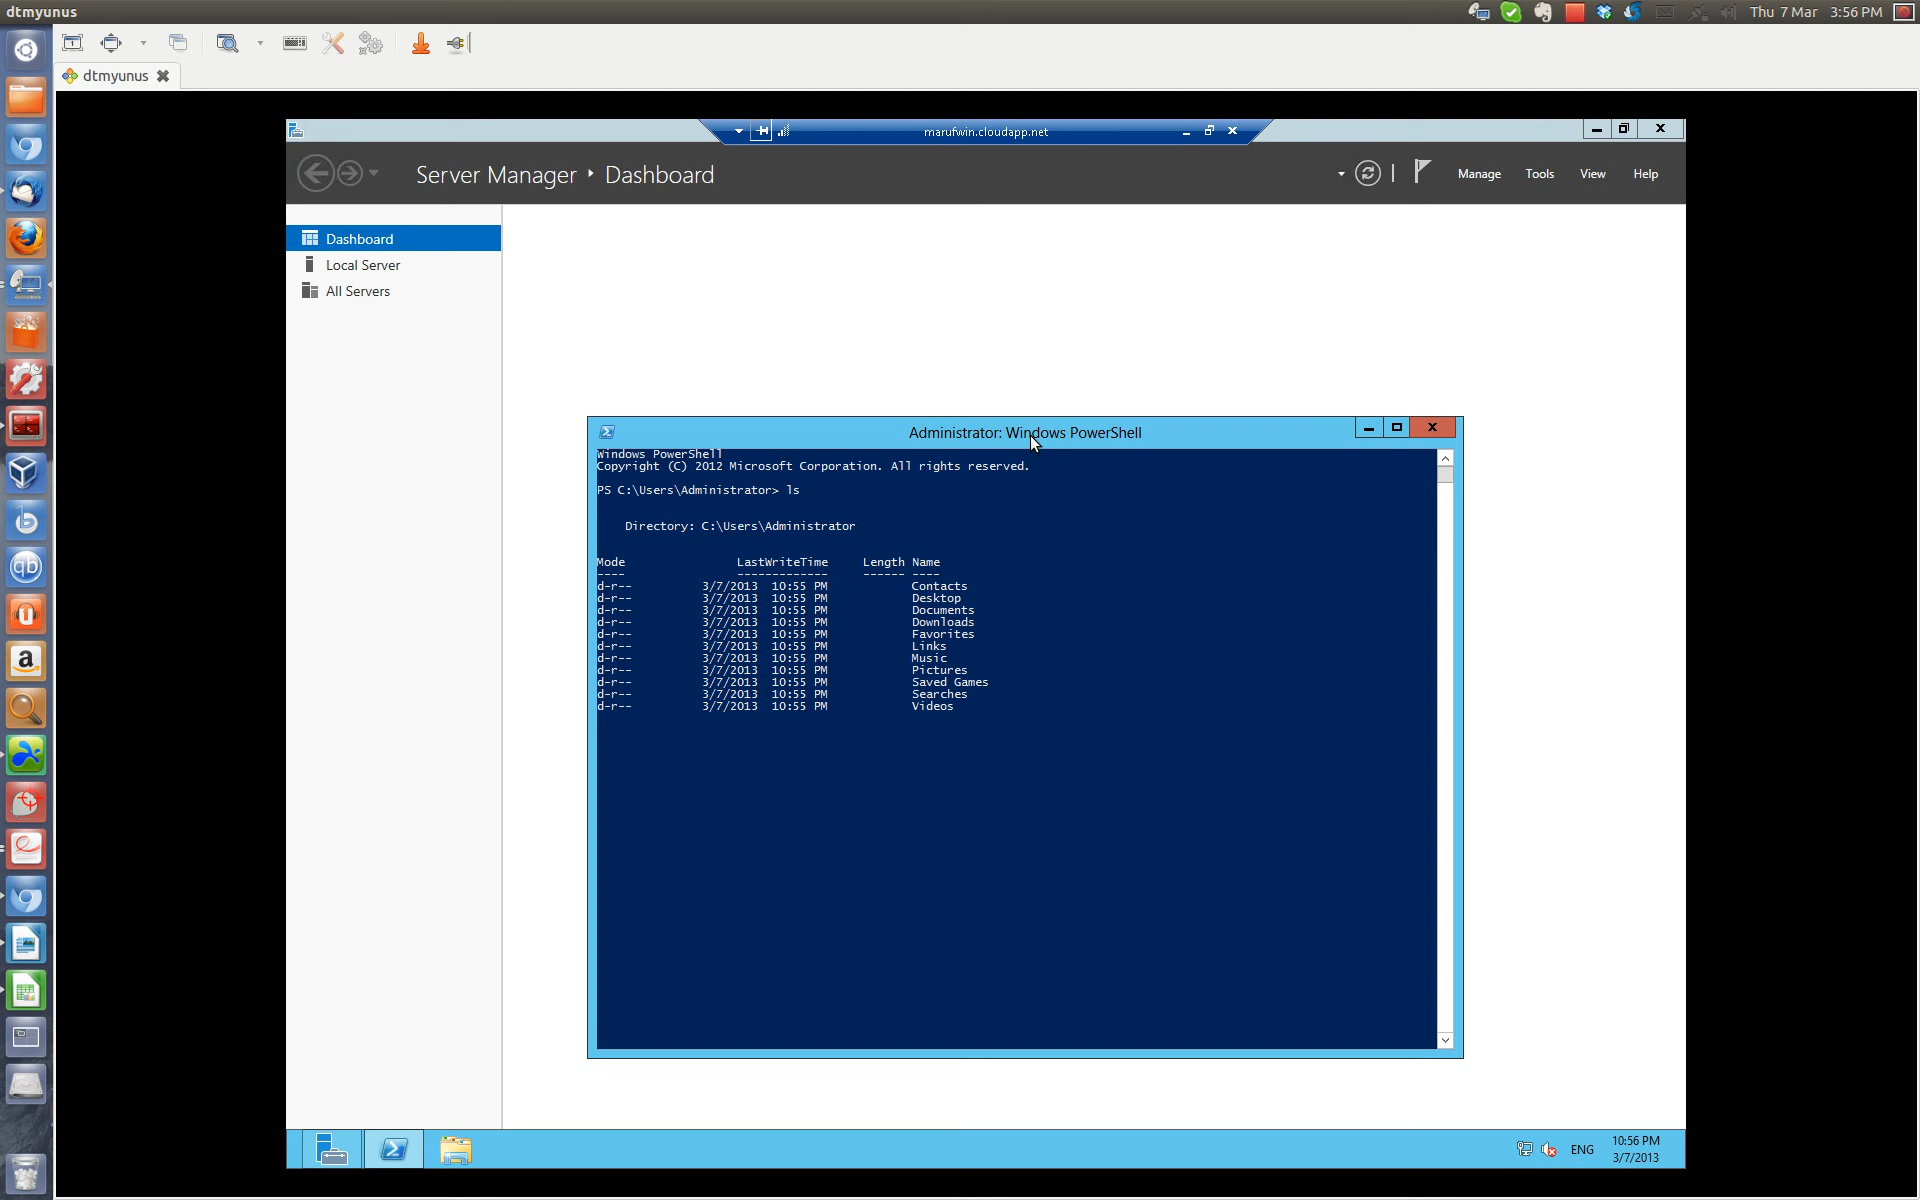 dtmyunus
Thu 7 Mar 3:56 PM
dtmyunus
marufwin.cloudapp.net
Server Manager ‣ Dashboard
Manage Tools View Help
Dashboard
Local Server
All Servers
Administrator: Windows PowerShell
Windows PowerShell
Copyright (C) 2012 Microsoft Corporation. All rights reserved.
PS C:\Users\Administrator> ls
Directory: C:\Users\Administrator
Mode LastWriteTime Length Name
---- ------------- ------ ----
d-r-- 3/7/2013 10:55 PM Contacts
d-r-- 3/7/2013 10:55 PM Desktop
d-r-- 3/7/2013 10:55 PM Documents
d-r-- 3/7/2013 10:55 PM Downloads
d-r-- 3/7/2013 10:55 PM Favorites
d-r-- 3/7/2013 10:55 PM Links
d-r-- 3/7/2013 10:55 PM Music
d-r-- 3/7/2013 10:55 PM Pictures
d-r-- 3/7/2013 10:55 PM Saved Games
d-r-- 3/7/2013 10:55 PM Searches
d-r-- 3/7/2013 10:55 PM Videos
qb
u
a
ENG
10:56 PM
3/7/2013